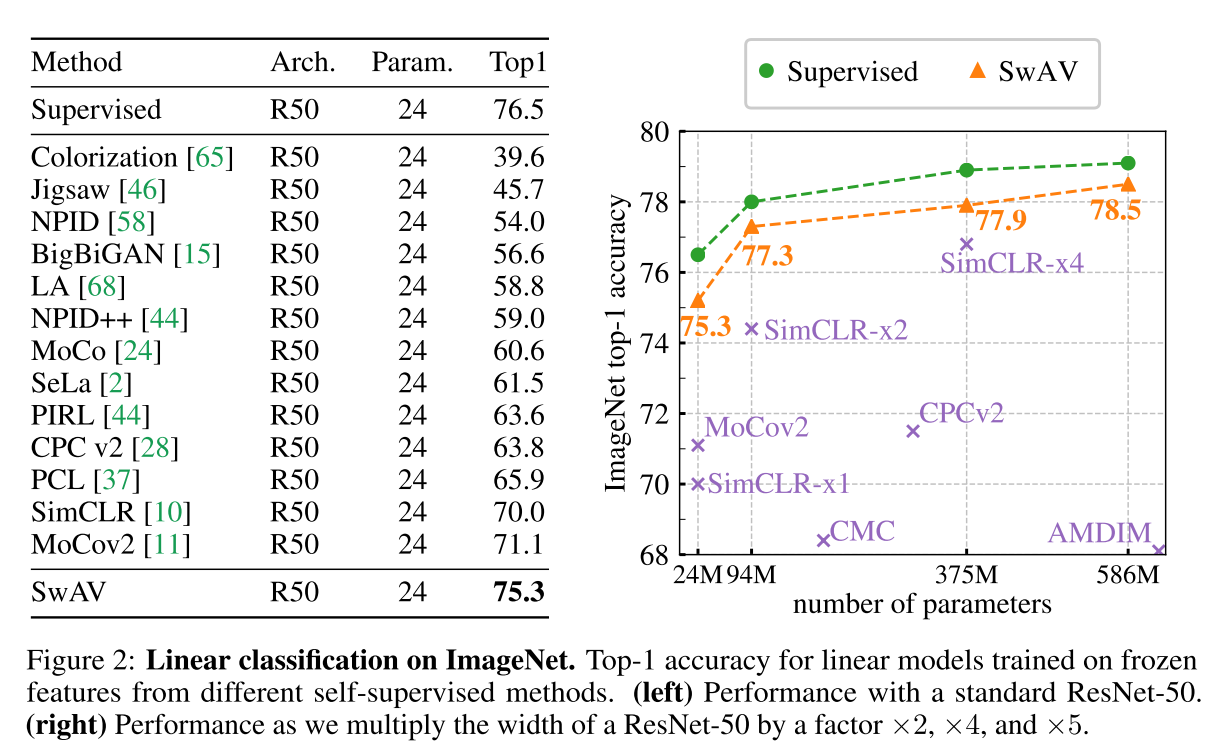 Method Arch. Param. Top1
Supervised R50 24 76.5
Colorization [65] R50 24 39.6
Jigsaw [46] R50 24 45.7
NPID [58] R50 24 54.0
BigBiGAN [15] R50 24 56.6
LA [68] R50 24 58.8
NPID++ [44] R50 24 59.0
MoCo [24] R50 24 60.6
SeLa [2] R50 24 61.5
PIRL [44] R50 24 63.6
CPC v2 [28] R50 24 63.8
PCL [37] R50 24 65.9
SimCLR [10] R50 24 70.0
MoCov2 [11] R50 24 71.1
SwAV R50 24 75.3
Supervised SwAV
ImageNet top-1 accuracy
80
78
76
74
72
70
68
75.3
77.3
77.9
78.5
SimCLR-x4
SimCLR-x2
CPCv2
MoCov2
SimCLR-x1
CMC
AMDIM
24M 94M 375M 586M
number of parameters
Figure 2: Linear classification on ImageNet. Top-1 accuracy for linear models trained on frozen
features from different self-supervised methods. (left) Performance with a standard ResNet-50.
(right) Performance as we multiply the width of a ResNet-50 by a factor ×2, ×4, and ×5.